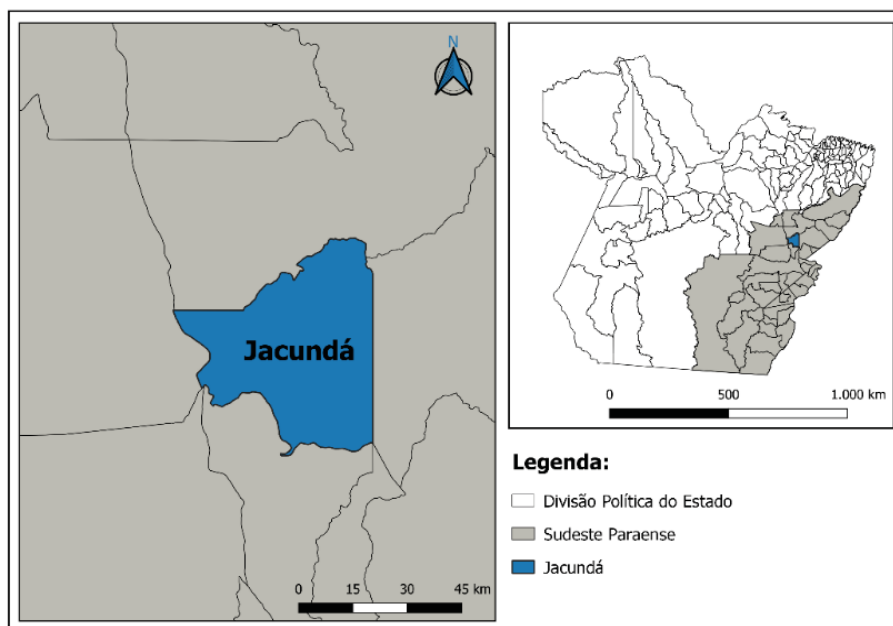 N
Jacundá
0 15 30 45 km
0 500 1.000 km
Legenda:
Divisão Política do Estado
Sudeste Paraense
Jacundá